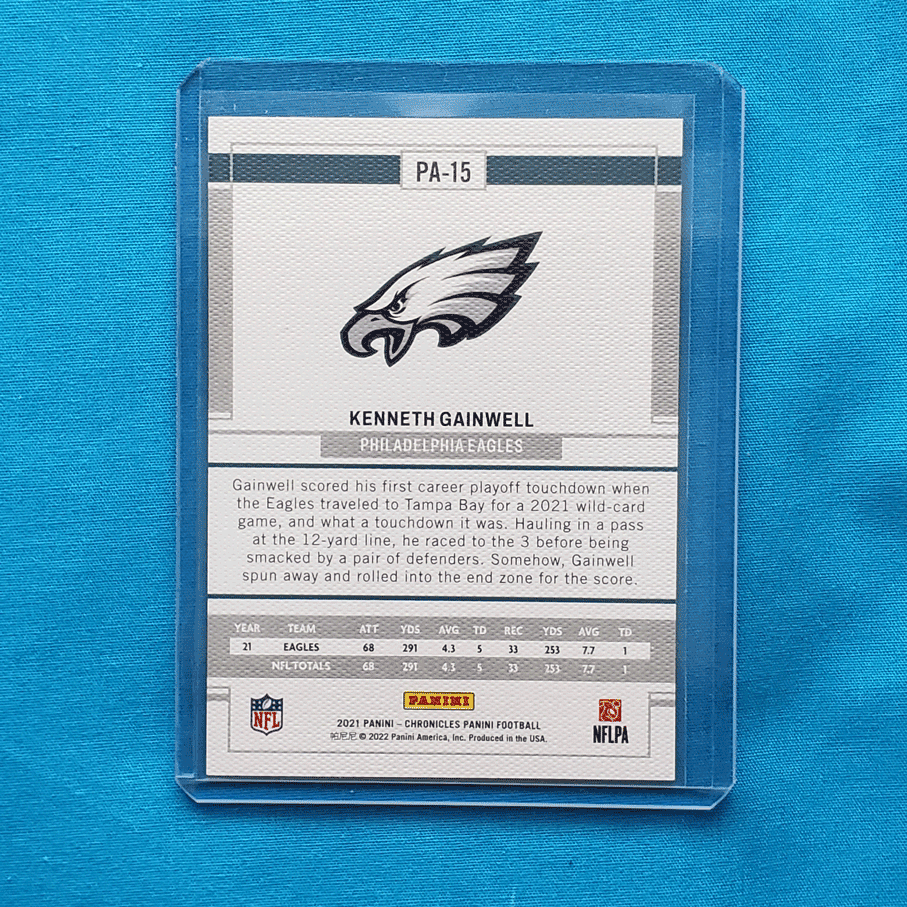 PA-15
KENNETH GAINWELL
PHILADELPHIA EAGLES
Gainwell scored his first career playoff touchdown when
the Eagles traveled to Tampa Bay for a 2021 wild-card
game, and what a touchdown it was. Hauling in a pass
at the 12-yard line, he raced to the 3 before being
smacked by a pair of defenders. Somehow, Gainwell
spun away and rolled into the end zone for the score.
YEAR TEAM ATT YDS AVG TD REC YDS AVG TD
21 EAGLES 68 291 4.3 5 33 253 7.7 1
NFL TOTALS 68 291 4.3 5 33 253 7.7 1
PANINI
NFL
2021 PANINI – CHRONICLES PANINI FOOTBALL
帕尼尼 © 2022 Panini America, Inc. Produced in the USA.
NFLPA